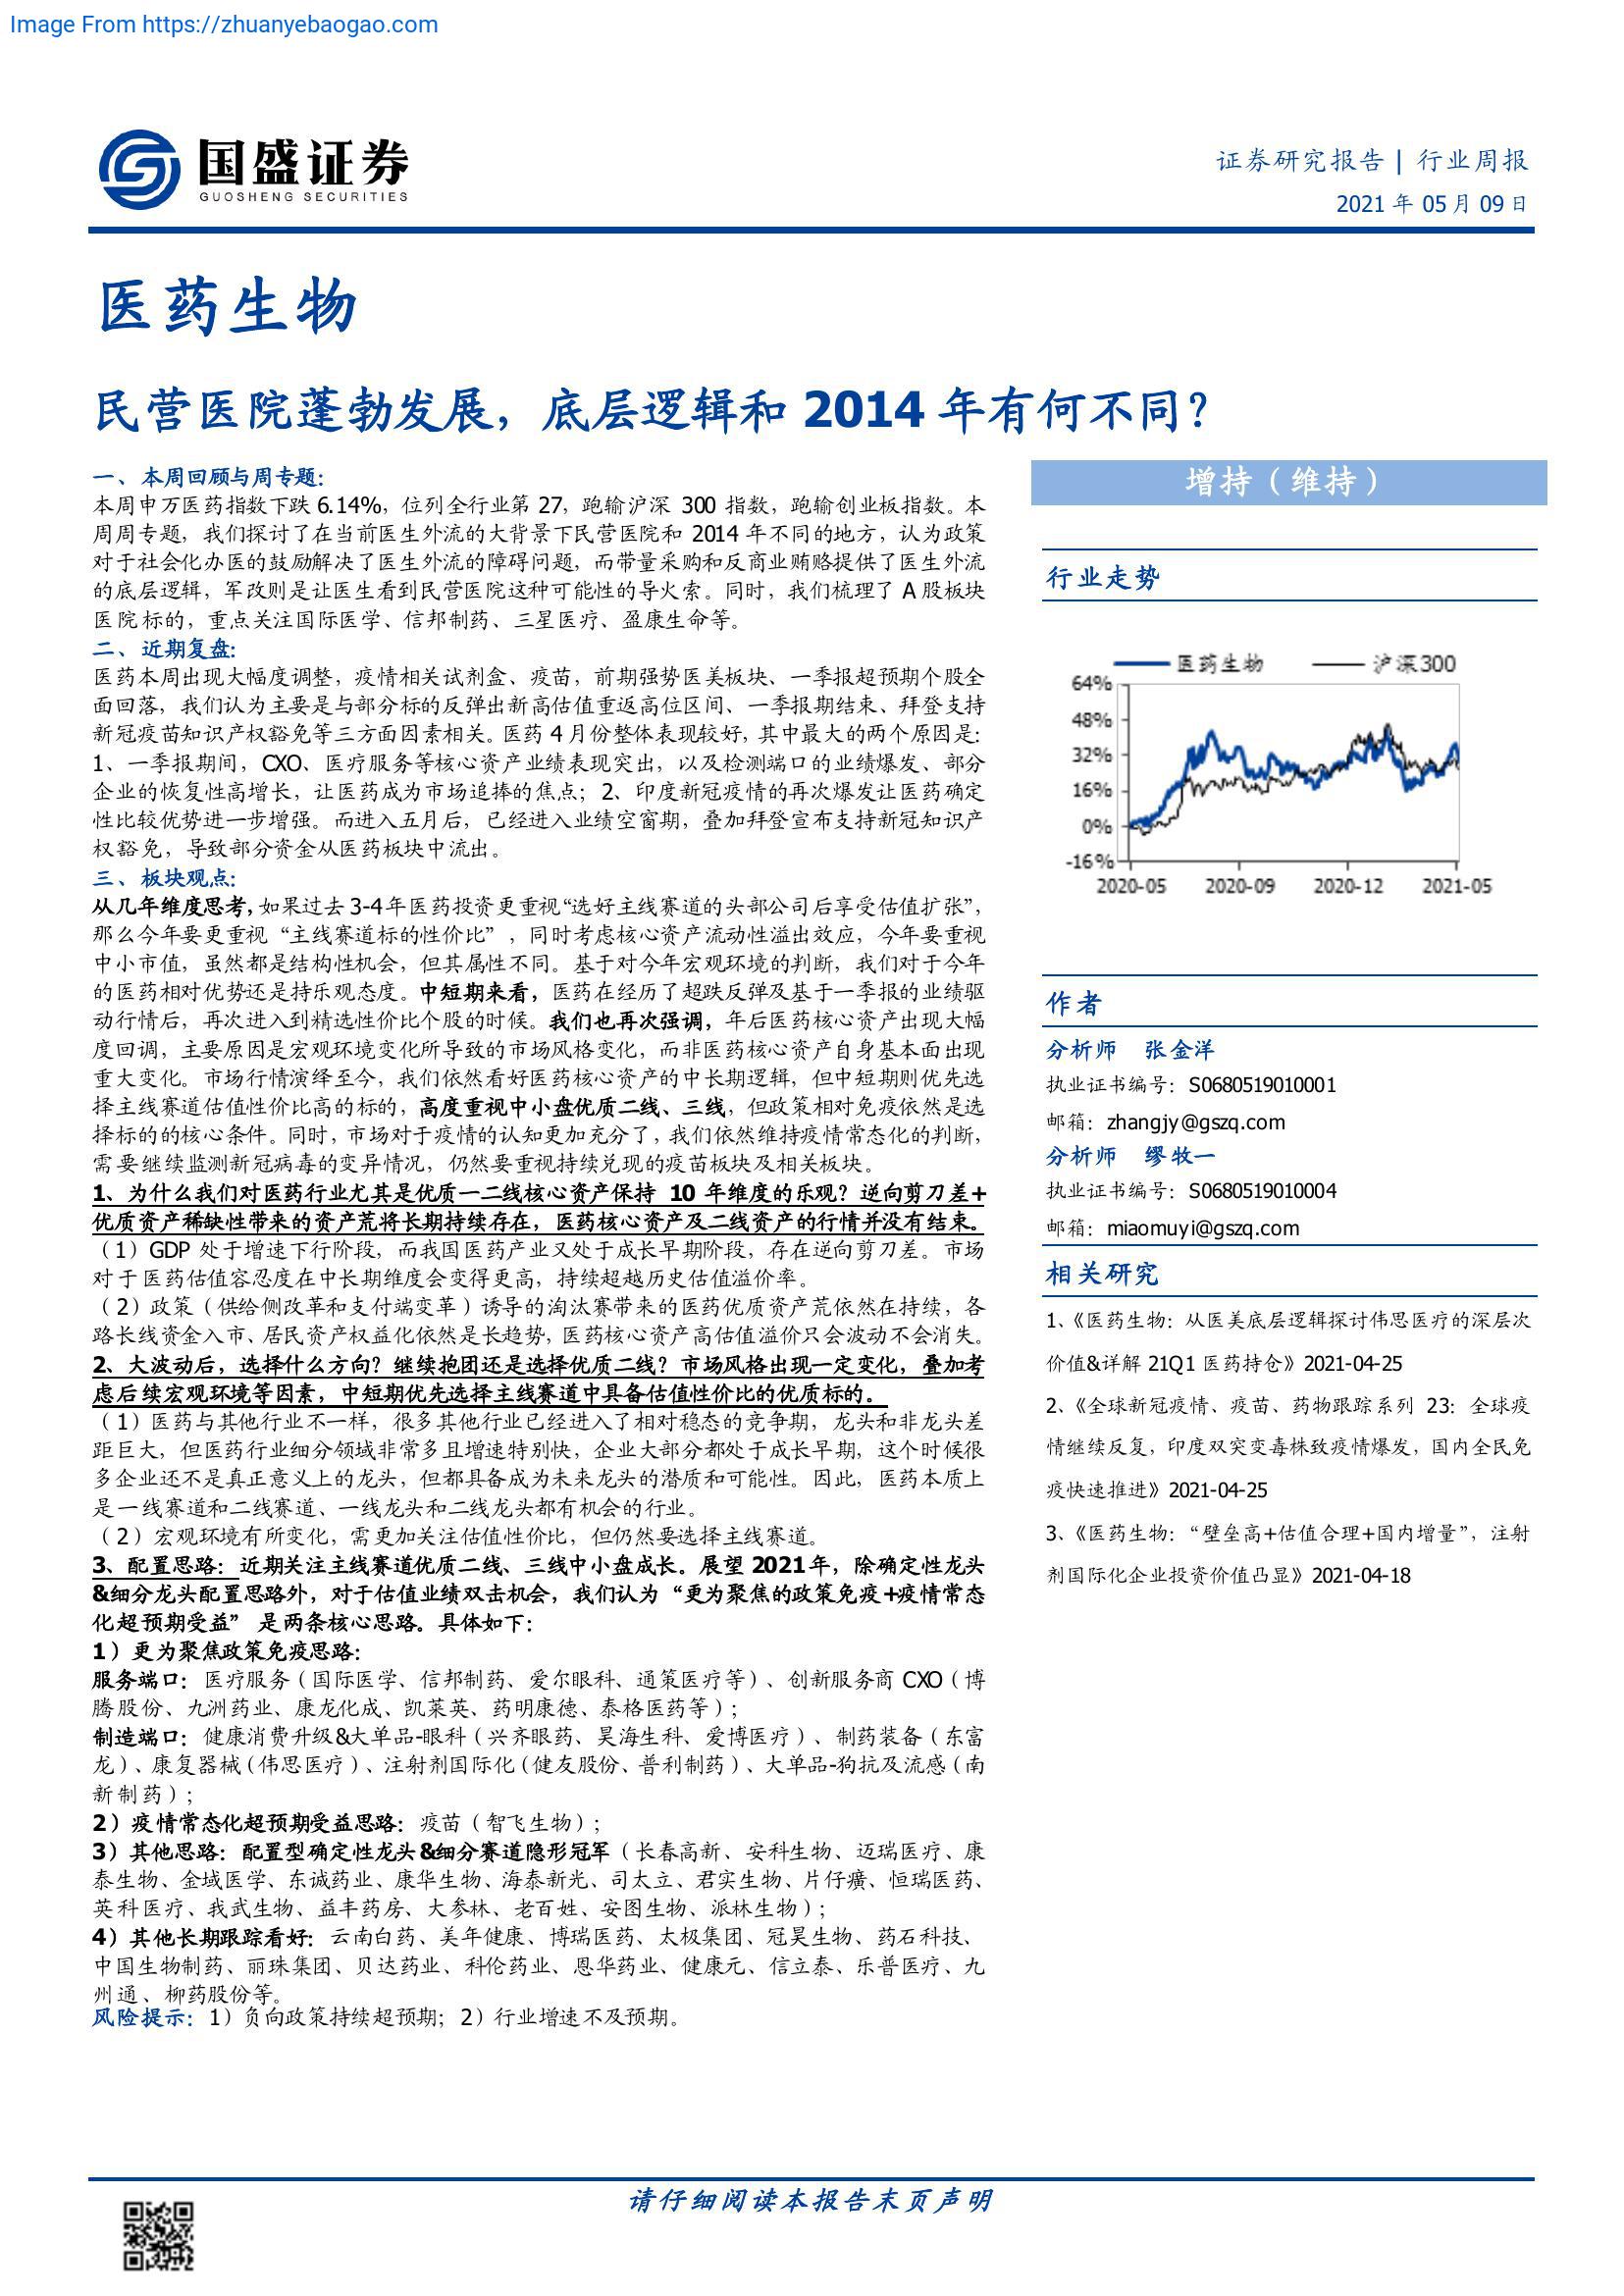 Image From https://zhuanyebaogao.com
国盛证券
GUOSHENG SECURITIES
证券研究报告 | 行业周报
2021 年 05 月 09 日
医药生物
民营医院蓬勃发展，底层逻辑和 2014 年有何不同？
一、本周回顾与周专题：
本周申万医药指数下跌 6.14%，位列全行业第 27，跑输沪深 300 指数，跑输创业板指数。本
周周专题，我们探讨了在当前医生外流的大背景下民营医院和 2014 年不同的地方，认为政策
对于社会化办医的鼓励解决了医生外流的障碍问题，而带量采购和反商业贿赂提供了医生外流
的底层逻辑，军改则是让医生看到民营医院这种可能性的导火索。同时，我们梳理了 A 股板块
医院标的，重点关注国际医学、信邦制药、三星医疗、盈康生命等。
二、近期复盘：
医药本周出现大幅度调整，疫情相关试剂盒、疫苗，前期强势医美板块、一季报超预期个股全
面回落，我们认为主要是与部分标的反弹出新高估值重返高位区间、一季报期结束、拜登支持
新冠疫苗知识产权豁免等三方面因素相关。医药 4 月份整体表现较好，其中最大的两个原因是：
1、一季报期间，CXO、医疗服务等核心资产业绩表现突出，以及检测端口的业绩爆发、部分
企业的恢复性高增长，让医药成为市场追捧的焦点；2、印度新冠疫情的再次爆发让医药确定
性比较优势进一步增强。而进入五月后，已经进入业绩空窗期，叠加拜登宣布支持新冠知识产
权豁免，导致部分资金从医药板块中流出。
三、板块观点：
从几年维度思考，如果过去 3-4 年医药投资更重视“选好主线赛道的头部公司后享受估值扩张”，
那么今年要更重视“主线赛道标的性价比”，同时考虑核心资产流动性溢出效应，今年要重视
中小市值，虽然都是结构性机会，但其属性不同。基于对今年宏观环境的判断，我们对于今年
的医药相对优势还是持乐观态度。中短期来看，医药在经历了超跌反弹及基于一季报的业绩驱
动行情后，再次进入到精选性价比个股的时候。我们也再次强调，年后医药核心资产出现大幅
度回调，主要原因是宏观环境变化所导致的市场风格变化，而非医药核心资产自身基本面出现
重大变化。市场行情演绎至今，我们依然看好医药核心资产的中长期逻辑，但中短期则优先选
择主线赛道估值性价比高的标的，高度重视中小盘优质二线、三线，但政策相对免疫依然是选
择标的的核心条件。同时，市场对于疫情的认知更加充分了，我们依然维持疫情常态化的判断，
需要继续监测新冠病毒的变异情况，仍然要重视持续兑现的疫苗板块及相关板块。
1、为什么我们对医药行业尤其是优质一二线核心资产保持 10 年维度的乐观？逆向剪刀差+
优质资产稀缺性带来的资产荒将长期持续存在，医药核心资产及二线资产的行情并没有结束。
（1）GDP 处于增速下行阶段，而我国医药产业又处于成长早期阶段，存在逆向剪刀差。市场
对于医药估值容忍度在中长期维度会变得更高，持续超越历史估值溢价率。
（2）政策（供给侧改革和支付端变革）诱导的淘汰赛带来的医药优质资产荒依然在持续，各
路长线资金入市、居民资产权益化依然是长趋势，医药核心资产高估值溢价只会波动不会消失。
2、大波动后，选择什么方向？继续抱团还是选择优质二线？市场风格出现一定变化，叠加考
虑后续宏观环境等因素，中短期优先选择主线赛道中具备估值性价比的优质标的。
（1）医药与其他行业不一样，很多其他行业已经进入了相对稳态的竞争期，龙头和非龙头差
距巨大，但医药行业细分领域非常多且增速特别快，企业大部分都处于成长早期，这个时候很
多企业还不是真正意义上的龙头，但都具备成为未来龙头的潜质和可能性。因此，医药本质上
是一线赛道和二线赛道、一线龙头和二线龙头都有机会的行业。
（2）宏观环境有所变化，需更加关注估值性价比，但仍然要选择主线赛道。
3、配置思路：近期关注主线赛道优质二线、三线中小盘成长。展望 2021 年，除确定性龙头
&细分龙头配置思路外，对于估值业绩双击机会，我们认为“更为聚焦的政策免疫+疫情常态
化超预期受益”是两条核心思路。具体如下：
1）更为聚焦政策免疫思路：
服务端口：医疗服务（国际医学、信邦制药、爱尔眼科、通策医疗等）、创新服务商 CXO（博
腾股份、九洲药业、康龙化成、凯莱英、药明康德、泰格医药等）；
制造端口：健康消费升级&大单品-眼科（兴齐眼药、昊海生科、爱博医疗）、制药装备（东富
龙）、康复器械（伟思医疗）、注射剂国际化（健友股份、普利制药）、大单品-狗抗及流感（南
新制药）；
2）疫情常态化超预期受益思路：疫苗（智飞生物）；
3）其他思路：配置型确定性龙头&细分赛道隐形冠军（长春高新、安科生物、迈瑞医疗、康
泰生物、金域医学、东诚药业、康华生物、海泰新光、司太立、君实生物、片仔癀、恒瑞医药、
英科医疗、我武生物、益丰药房、大参林、老百姓、安图生物、派林生物）；
4）其他长期跟踪看好：云南白药、美年健康、博瑞医药、太极集团、冠昊生物、药石科技、
中国生物制药、丽珠集团、贝达药业、科伦药业、恩华药业、健康元、信立泰、乐普医疗、九
州通、柳药股份等。
风险提示：1）负向政策持续超预期；2）行业增速不及预期。
增持（维持）
行业走势
医药生物 沪深300
64%
48%
32%
16%
0%
-16%
2020-05 2020-09 2020-12 2021-05
作者
分析师 张金洋
执业证书编号：S0680519010001
邮箱：zhangjy@gszq.com
分析师 缪牧一
执业证书编号：S0680519010004
邮箱：miaomuyi@gszq.com
相关研究
1、《医药生物：从医美底层逻辑探讨伟思医疗的深层次
价值&详解 21Q1 医药持仓》2021-04-25
2、《全球新冠疫情、疫苗、药物跟踪系列 23：全球疫
情继续反复，印度双突变毒株致疫情爆发，国内全民免
疫快速推进》2021-04-25
3、《医药生物：“壁垒高+估值合理+国内增量”，注射
剂国际化企业投资价值凸显》2021-04-18
请仔细阅读本报告末页声明